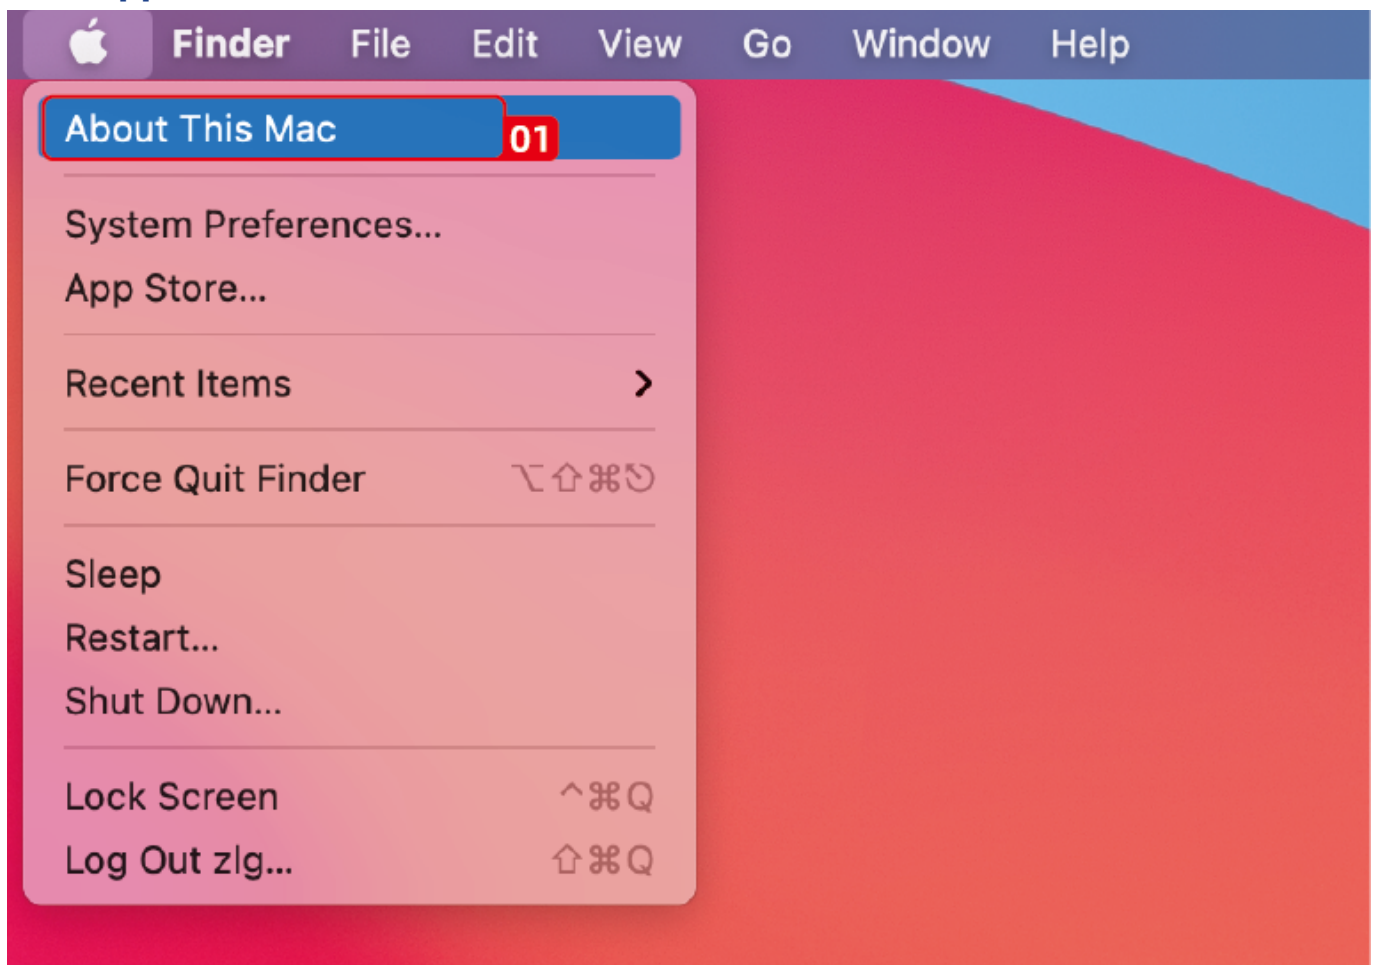 Finder File Edit View Go Window Help
About This Mac 01
System Preferences...
App Store...
Recent Items
Force Quit Finder ⌥⇧⌘⎋
Sleep
Restart...
Shut Down...
Lock Screen ^⌘Q
Log Out zlg... ⇧⌘Q